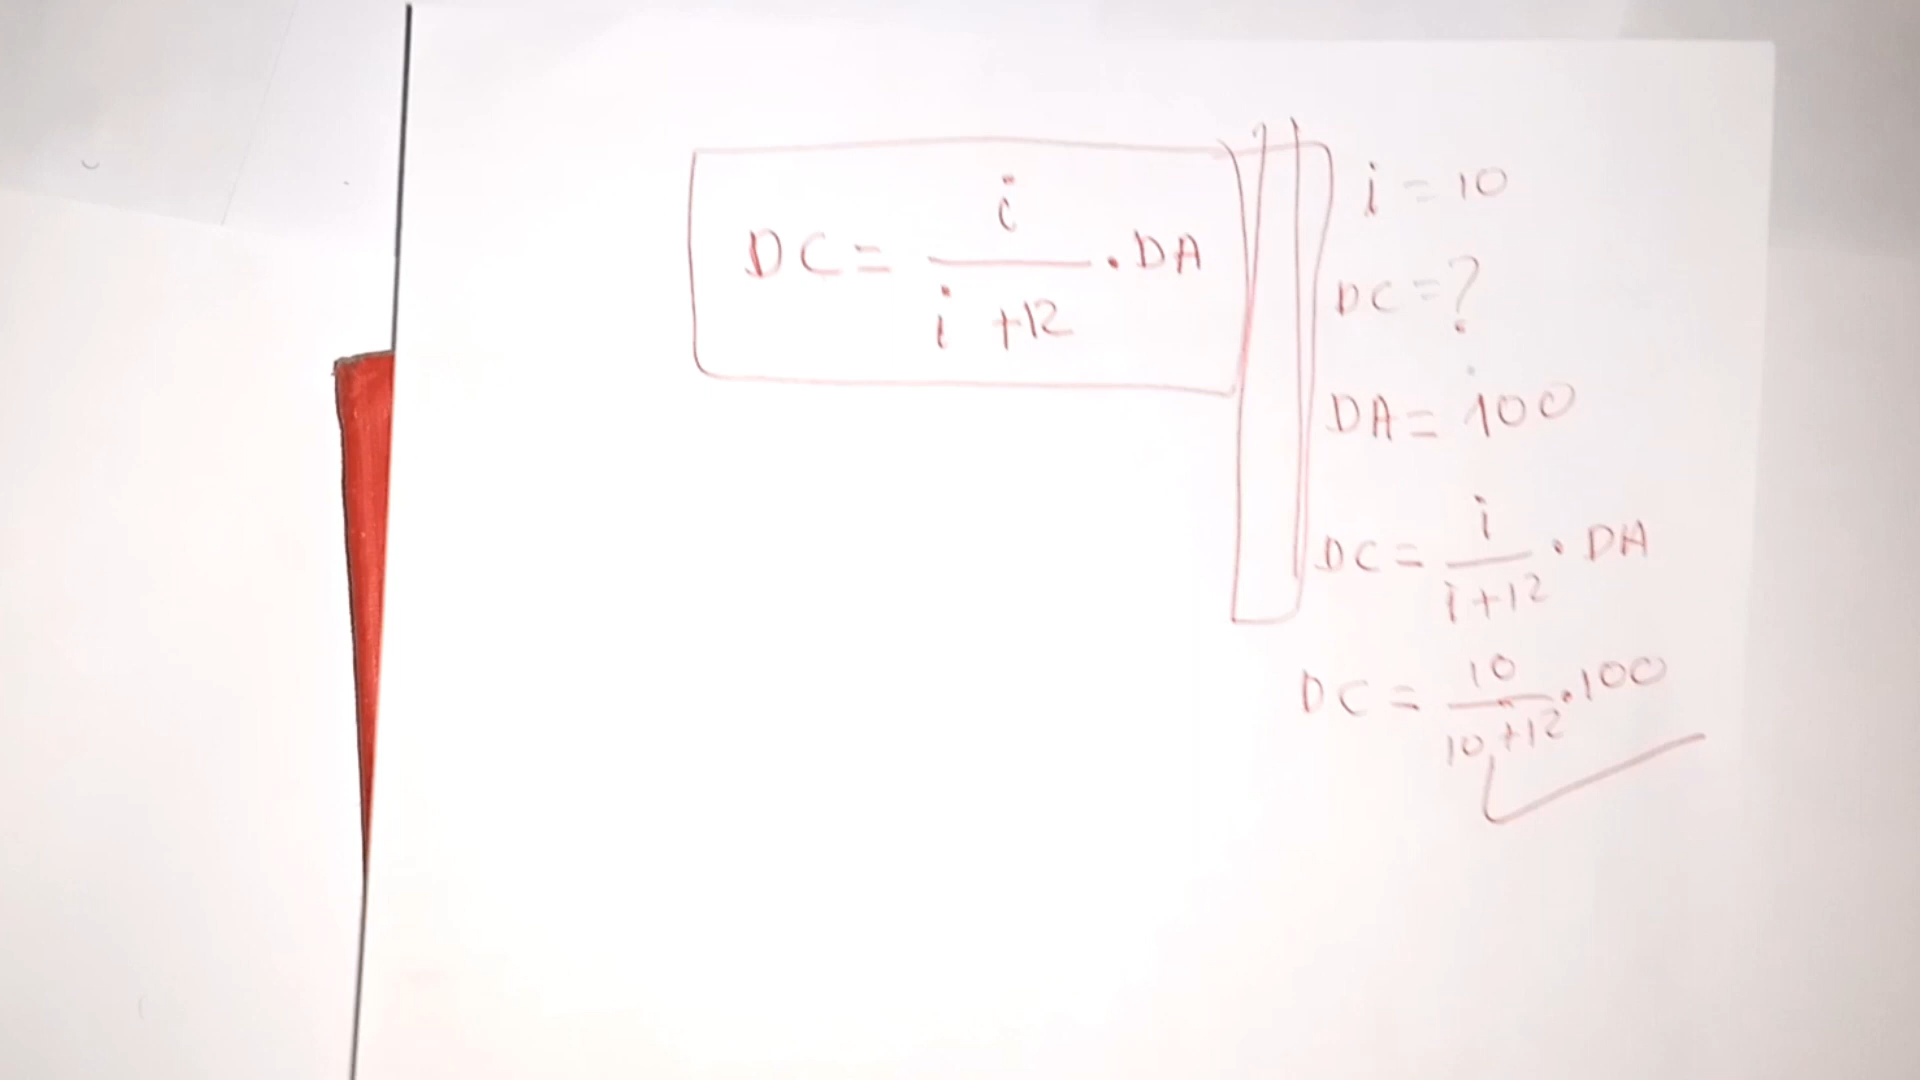 DC = i / i + 12 . DA
i = 10
DC = ?
DA = 100
DC = i / i + 12 . DA
DC = 10 / 10 + 12 . 100